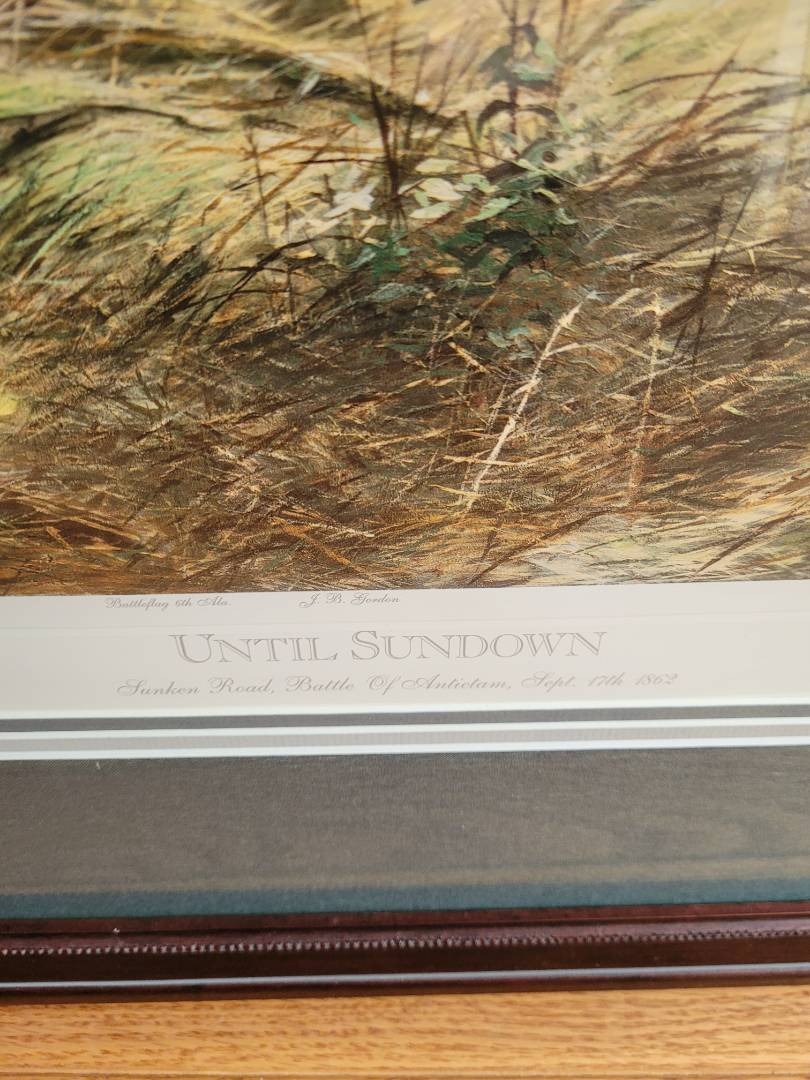 Battleflag 6th Ala. J. B. Gordon
UNTIL SUNDOWN
Sunken Road, Battle Of Antietam, Sept. 17th 1862